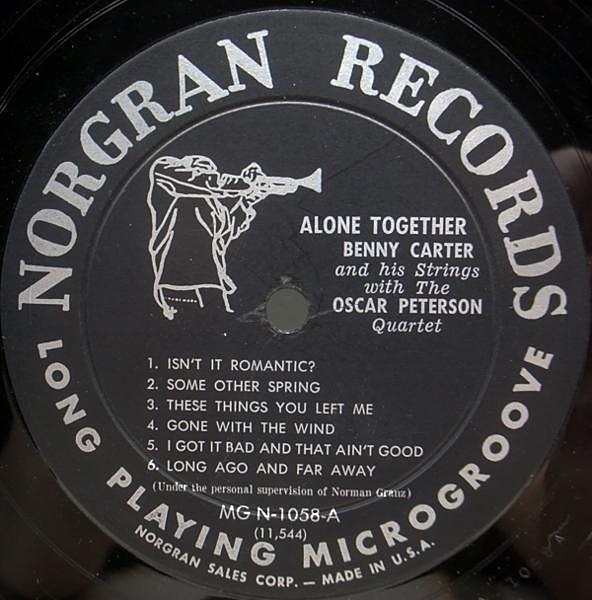 NORGRAN RECORDS
ALONE TOGETHER
BENNY CARTER
and his Strings
with The
OSCAR PETERSON
Quartet
1. ISN'T IT ROMANTIC?
2. SOME OTHER SPRING
3. THESE THINGS YOU LEFT ME
4. GONE WITH THE WIND
5. I GOT IT BAD AND THAT AIN'T GOOD
6. LONG AGO AND FAR AWAY
(Under the personal supervision of Norman Granz)
MG N-1058-A
(11,544)
LONG PLAYING MICROGROOVE
NORGRAN SALES CORP. — MADE IN U.S.A.